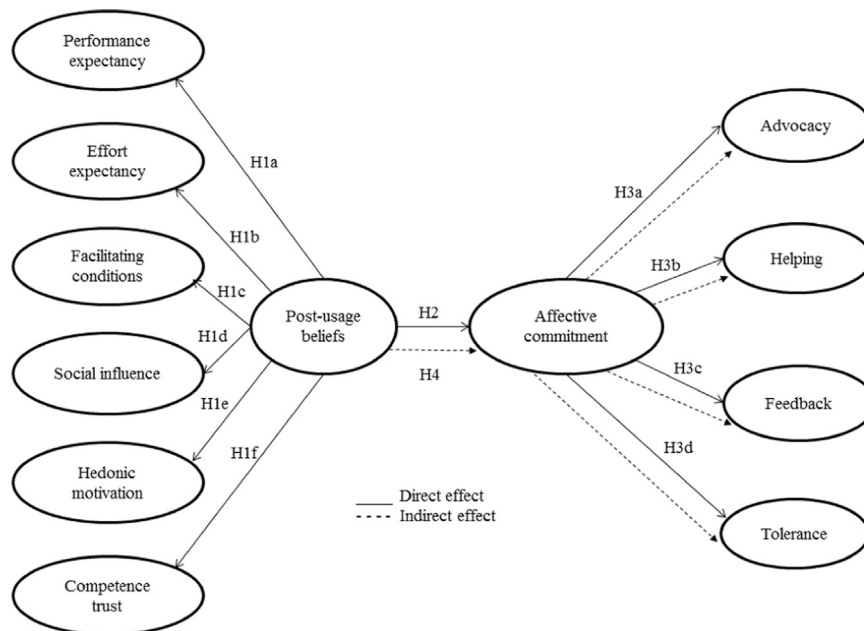 Performance
expectancy
Effort
expectancy
Facilitating
conditions
Social influence
Hedonic
motivation
Competence
trust
H1a
H1b
H1c
H1d
H1e
H1f
Post-usage
beliefs
H2
H4
Affective
commitment
H3a
H3b
H3c
H3d
Advocacy
Helping
Feedback
Tolerance
Direct effect
Indirect effect